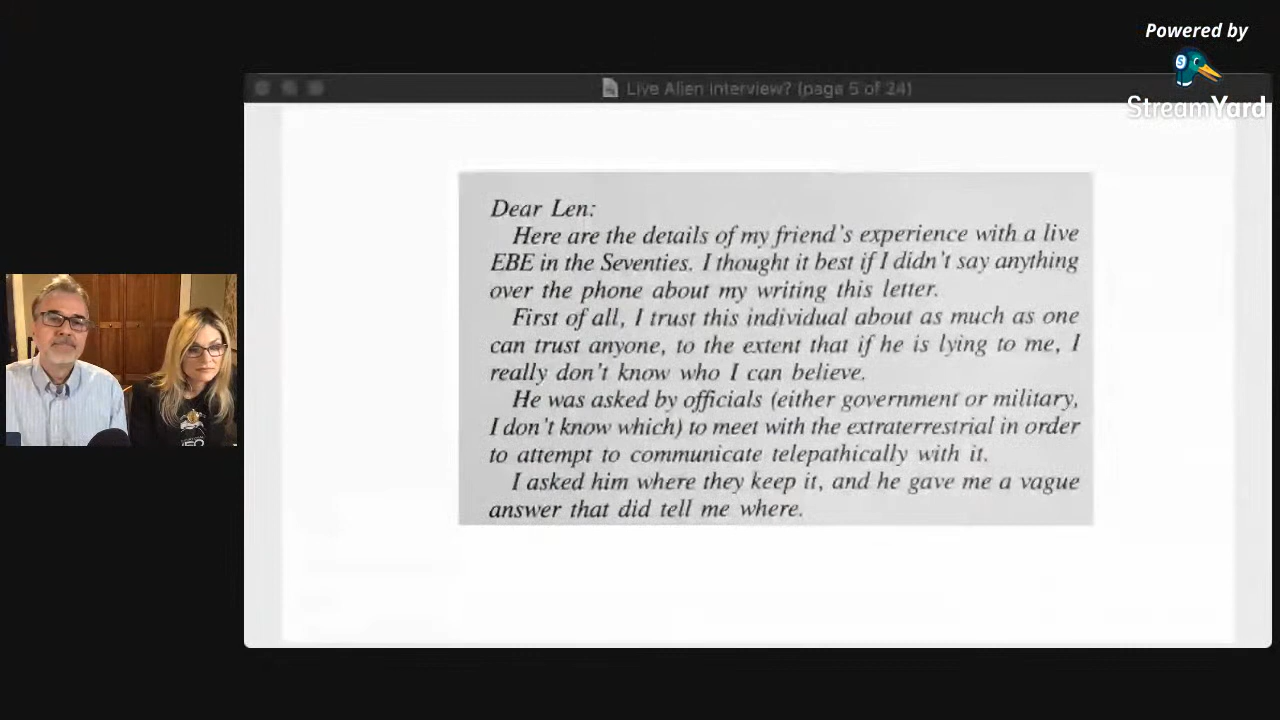 Powered by
StreamYard
Live Alien Interview? (page 5 of 24)
Dear Len:
Here are the details of my friend's experience with a live
EBE in the Seventies. I thought it best if I didn't say anything
over the phone about my writing this letter.
First of all, I trust this individual about as much as one
can trust anyone, to the extent that if he is lying to me, I
really don't know who I can believe.
He was asked by officials (either government or military,
I don't know which) to meet with the extraterrestrial in order
to attempt to communicate telepathically with it.
I asked him where they keep it, and he gave me a vague
answer that did tell me where.